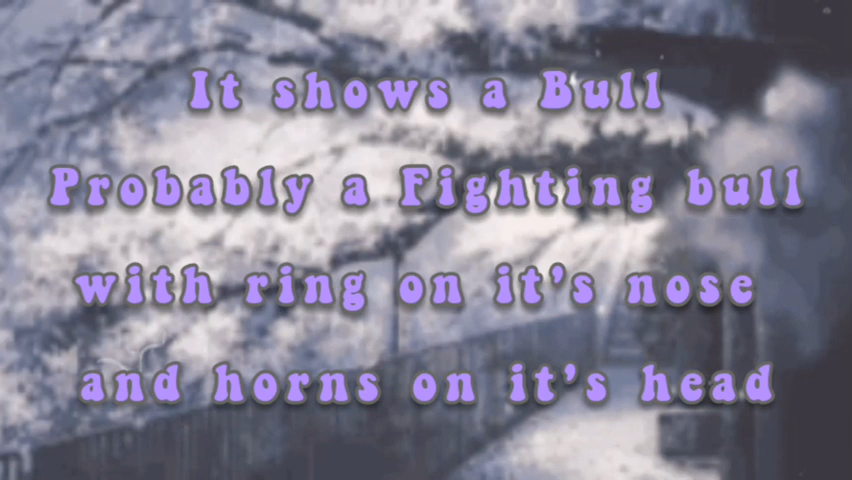 It shows a Bull
Probably a Fighting bull
with ring on it's nose
and horns on it's head